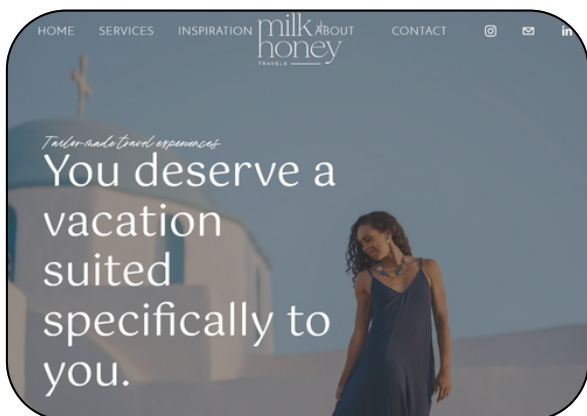 HOME SERVICES INSPIRATION ABOUT CONTACT
milk +
honey
TRAVELS
Tailor-made travel experiences
You deserve a
vacation
suited
specifically to
you.